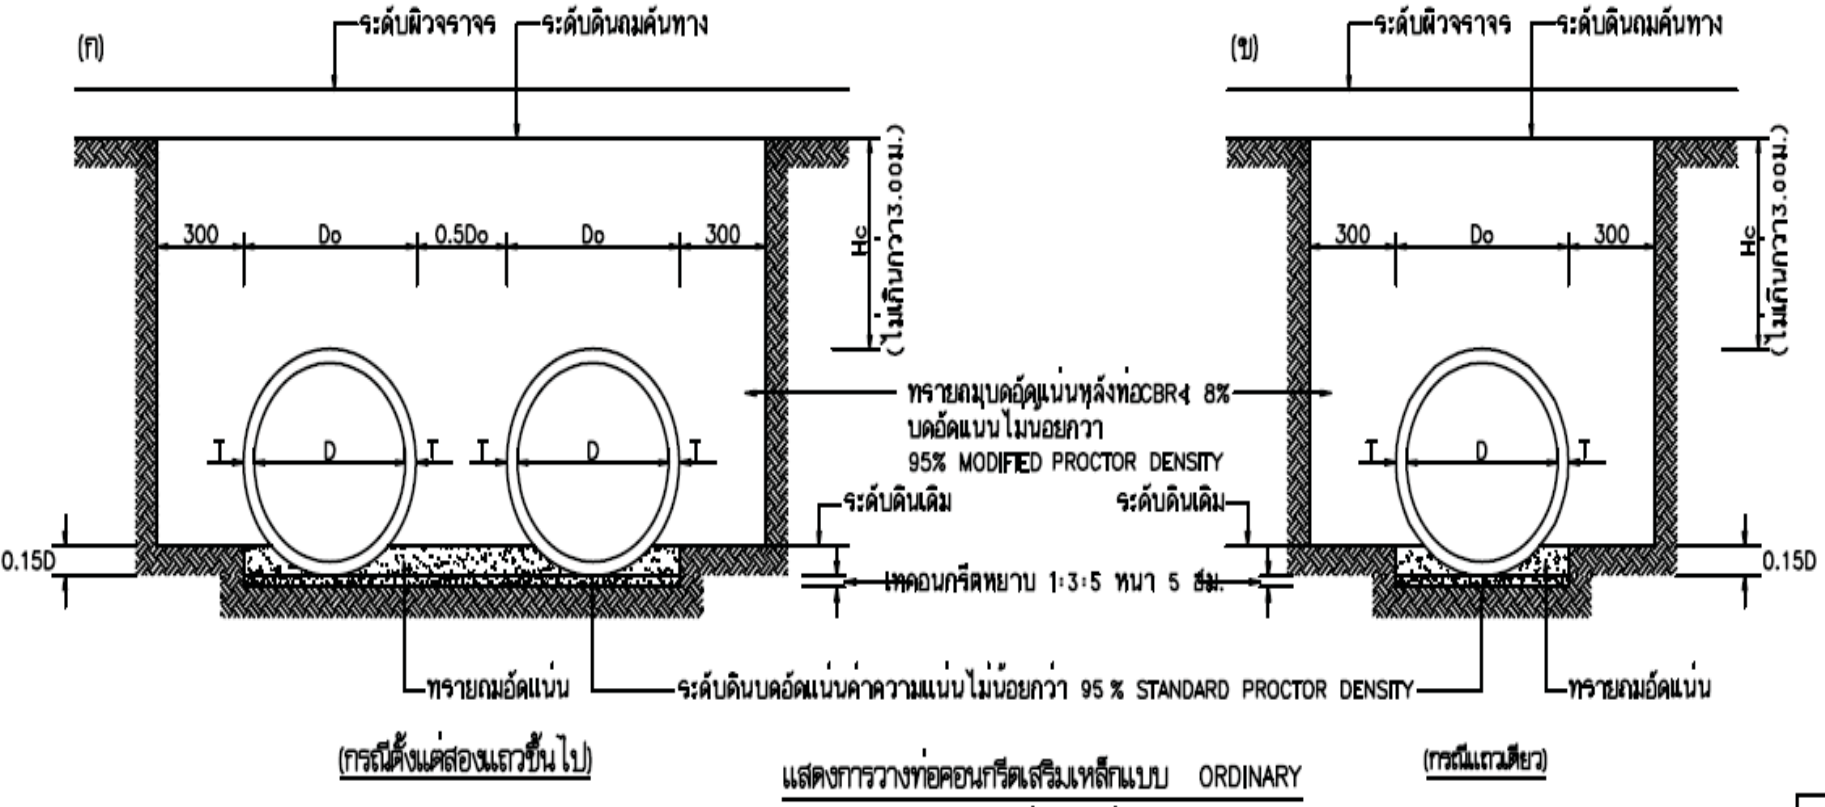 (ก)
ระดับผิวจราจร
ระดับดินถมคันทาง
300
Do
0.5Do
Do
300
Hc
(ไม่เกินกว่า3.00ม.)
T
D
T
T
D
T
0.15D
(ข)
ระดับผิวจราจร
ระดับดินถมคันทาง
300
Do
300
Hc
(ไม่เกินกว่า3.00ม.)
T
D
T
0.15D
ทรายถมบดอัดแน่นหลังท่อCBR≮ 8%
บดอัดแน่นไม่น้อยกว่า
95% MODIFIED PROCTOR DENSITY
ระดับดินเดิม
ระดับดินเดิม
เทคอนกรีตหยาบ 1:3:5 หนา 5 ซม.
ทรายถมอัดแน่น
ระดับดินบดอัดแน่นค่าความแน่นไม่น้อยกว่า 95 % STANDARD PROCTOR DENSITY
ทรายถมอัดแน่น
(กรณีตั้งแต่สองแถวขึ้นไป)
แสดงการวางท่อคอนกรีตเสริมเหล็กแบบ ORDINARY
(กรณีแถวเดียว)